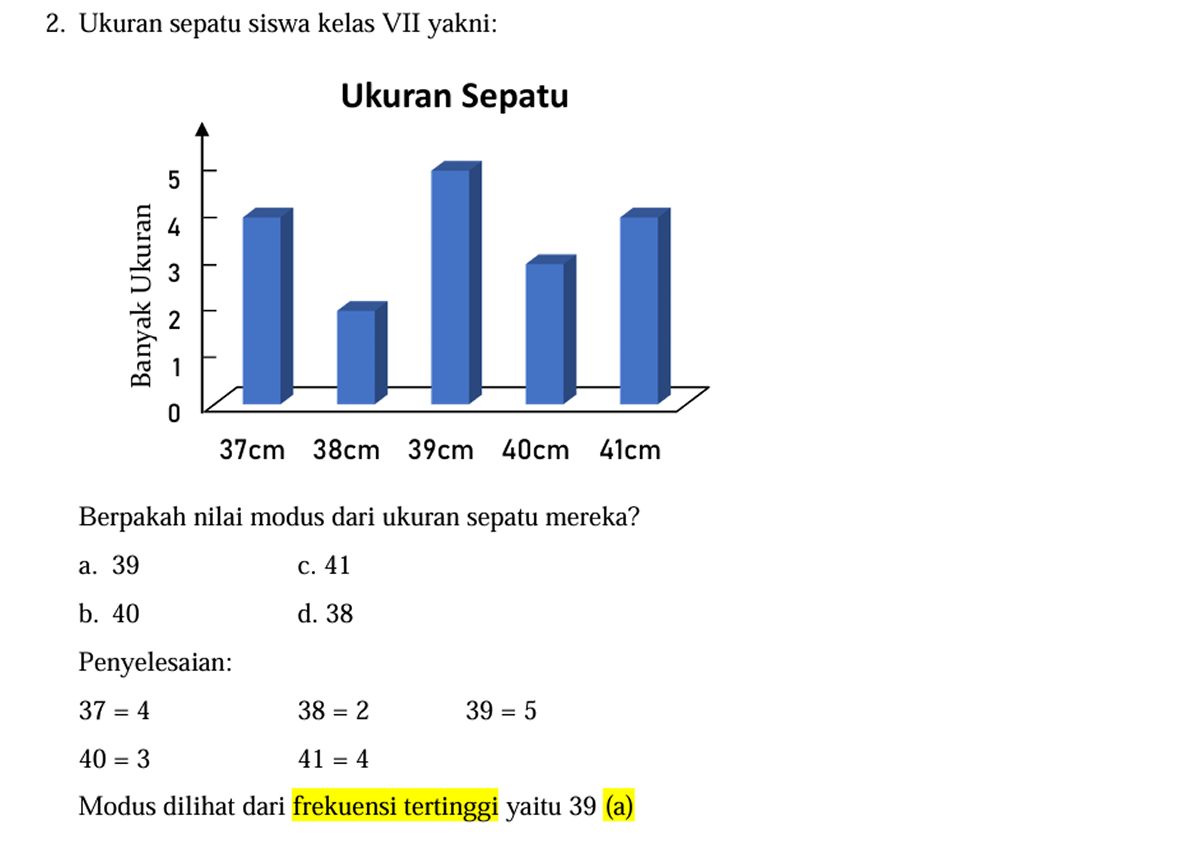 2. Ukuran sepatu siswa kelas VII yakni:
Ukuran Sepatu
Banyak Ukuran
5
4
3
2
1
0
37cm 38cm 39cm 40cm 41cm
Berpakah nilai modus dari ukuran sepatu mereka?
a. 39 c. 41
b. 40 d. 38
Penyelesaian:
37 = 4 38 = 2 39 = 5
40 = 3 41 = 4
Modus dilihat dari frekuensi tertinggi yaitu 39 (a)